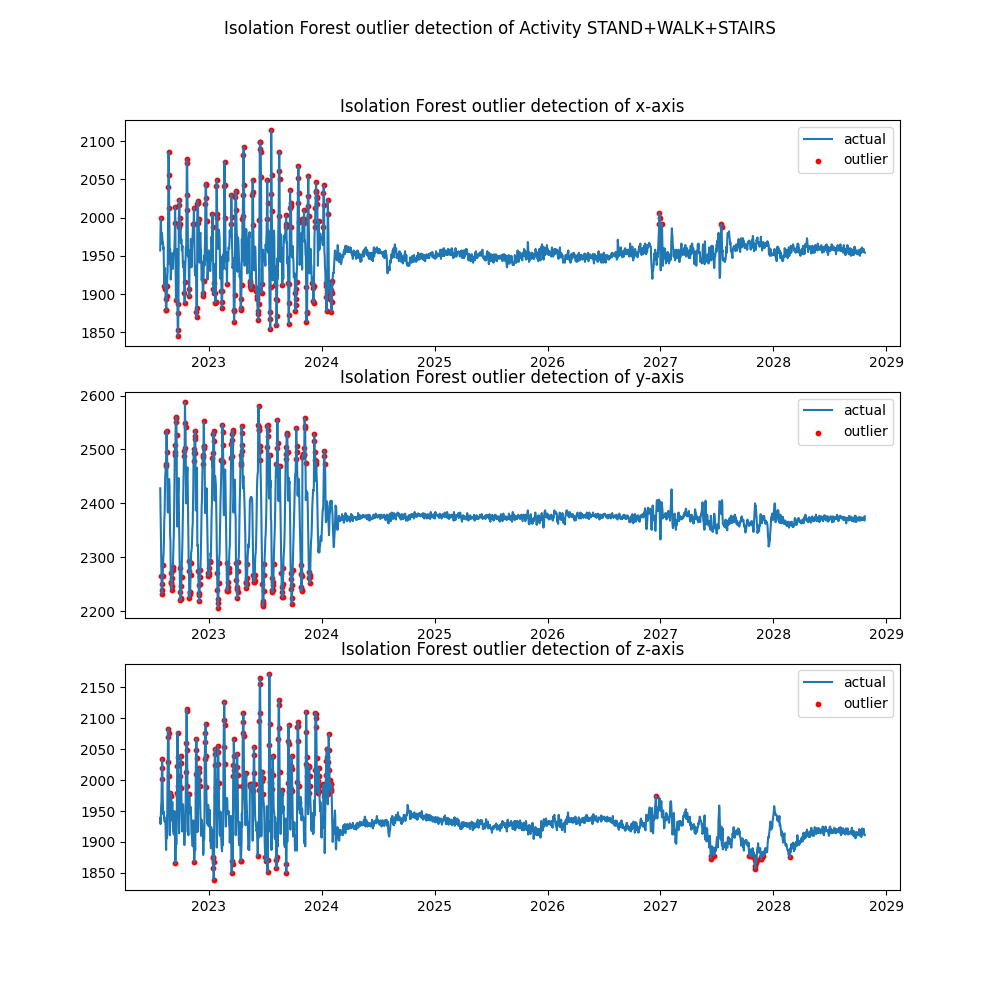 Isolation Forest outlier detection of Activity STAND+WALK+STAIRS
Isolation Forest outlier detection of x-axis
2100
2050
2000
1950
1900
1850
actual
outlier
2023 2024 2025 2026 2027 2028 2029
Isolation Forest outlier detection of y-axis
2600
2500
2400
2300
2200
actual
outlier
2023 2024 2025 2026 2027 2028 2029
Isolation Forest outlier detection of z-axis
2150
2100
2050
2000
1950
1900
1850
actual
outlier
2023 2024 2025 2026 2027 2028 2029